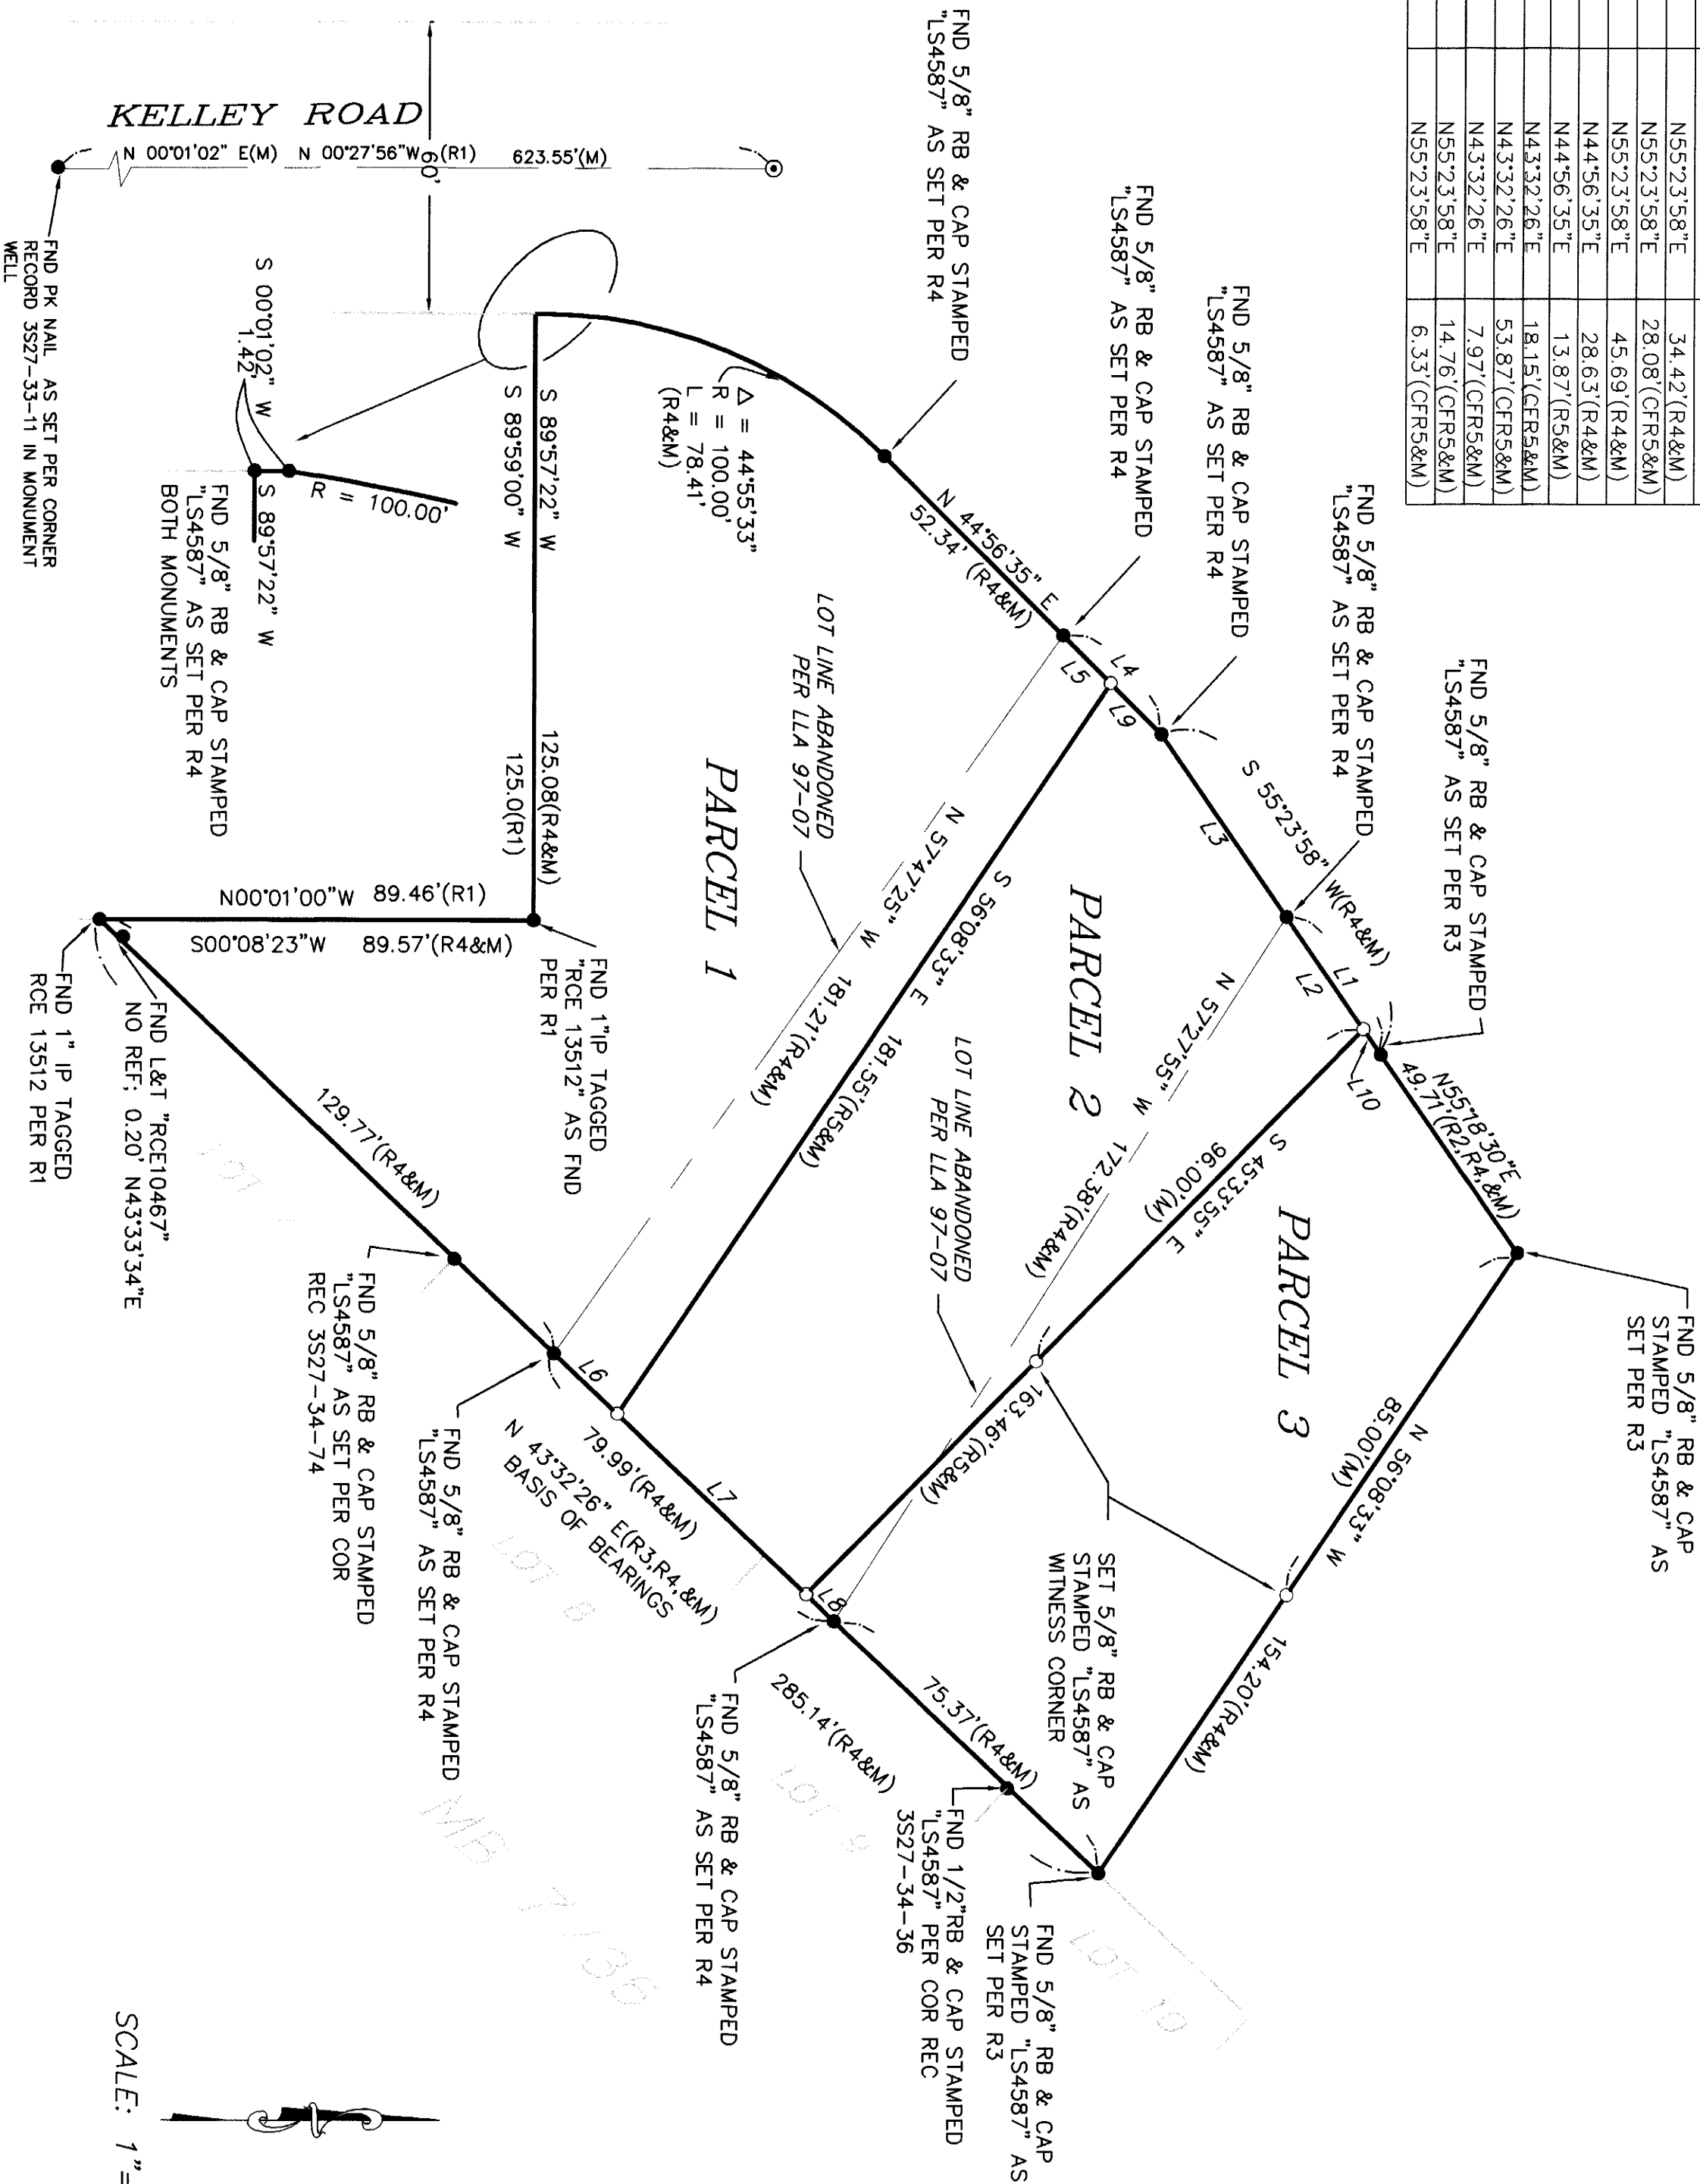 N55°23'58"E 34.42'(R4&M)
N55°23'58"E 28.08'(CFR5&M)
N55°23'58"E 45.69'(R4&M)
N44°56'35"E 28.63'(R4&M)
N44°56'35"E 13.87'(R5&M)
N43°32'26"E 18.15'(CFR5&M)
N43°32'26"E 53.87'(CFR5&M)
N43°32'26"E 7.97'(CFR5&M)
N55°23'58"E 14.76'(CFR5&M)
N55°23'58"E 6.33'(CFR5&M)
KELLEY ROAD
N 00°01'02" E(M) N 00°27'56"W (R1) 623.55'(M)
60'
FND PK NAIL AS SET PER CORNER
RECORD 3S27-33-11 IN MONUMENT
WELL
FND 5/8" RB & CAP STAMPED
"LS4587" AS SET PER R4
FND 5/8" RB & CAP STAMPED
"LS4587" AS SET PER R4
FND 5/8" RB & CAP STAMPED
"LS4587" AS SET PER R4
FND 5/8" RB & CAP STAMPED
"LS4587" AS SET PER R4
FND 5/8" RB & CAP STAMPED
"LS4587" AS SET PER R3
FND 5/8" RB & CAP
STAMPED "LS4587" AS
SET PER R3
Δ = 44°55'33"
R = 100.00'
L = 78.41'
(R4&M)
N 44°56'35" E
52.34' (R4&M)
L4
L5
L9
L3
S 55°23'58" W(R4&M)
L1
L2
L10
N55°18'30"E
49.71'(R2,R4,&M)
S 00°01'02" W
1.42'
R = 100.00'
S 89°57'22" W
FND 5/8" RB & CAP STAMPED
"LS4587" AS SET PER R4
BOTH MONUMENTS
S 89°57'22" W 125.08(R4&M)
S 89°59'00" W 125.0(R1)
LOT LINE ABANDONED
PER LLA 97-07
PARCEL 1
N 57°47'25" W 181.21'(R4&M)
S 56°08'33" E 181.55'(R5&M)
PARCEL 2
N 57°27'55" W 172.38'(R4&M)
LOT LINE ABANDONED
PER LLA 97-07
S 45°33'55" E
96.00'(M)
163.46'(R5&M)
PARCEL 3
N 56°08'33" W
85.00'(M)
154.20'(R4&M)
N00°01'00"W 89.46'(R1)
S00°08'23"W 89.57'(R4&M)
FND 1"IP TAGGED
"RCE 13512" AS FND
PER R1
FND L&T "RCE10467"
NO REF; 0.20' N43°33'34"E
FND 1" IP TAGGED
RCE 13512 PER R1
129.77'(R4&M)
FND 5/8" RB & CAP STAMPED
"LS4587" AS SET PER COR
REC 3S27-34-74
L6
79.99'(R4&M)
L7
N 43°32'26" E(R3,R4,&M)
BASIS OF BEARINGS
FND 5/8" RB & CAP STAMPED
"LS4587" AS SET PER R4
L8
SET 5/8" RB & CAP
STAMPED "LS4587" AS
WITNESS CORNER
75.37'(R4&M)
285.14'(R4&M)
FND 5/8" RB & CAP STAMPED
"LS4587" AS SET PER R4
FND 1/2"RB & CAP STAMPED
"LS4587" PER COR REC
3S27-34-36
FND 5/8" RB & CAP
STAMPED "LS4587" AS
SET PER R3
LOT
LOT 8
LOT 9
LOT 10
MB 7/36
SCALE: 1"=